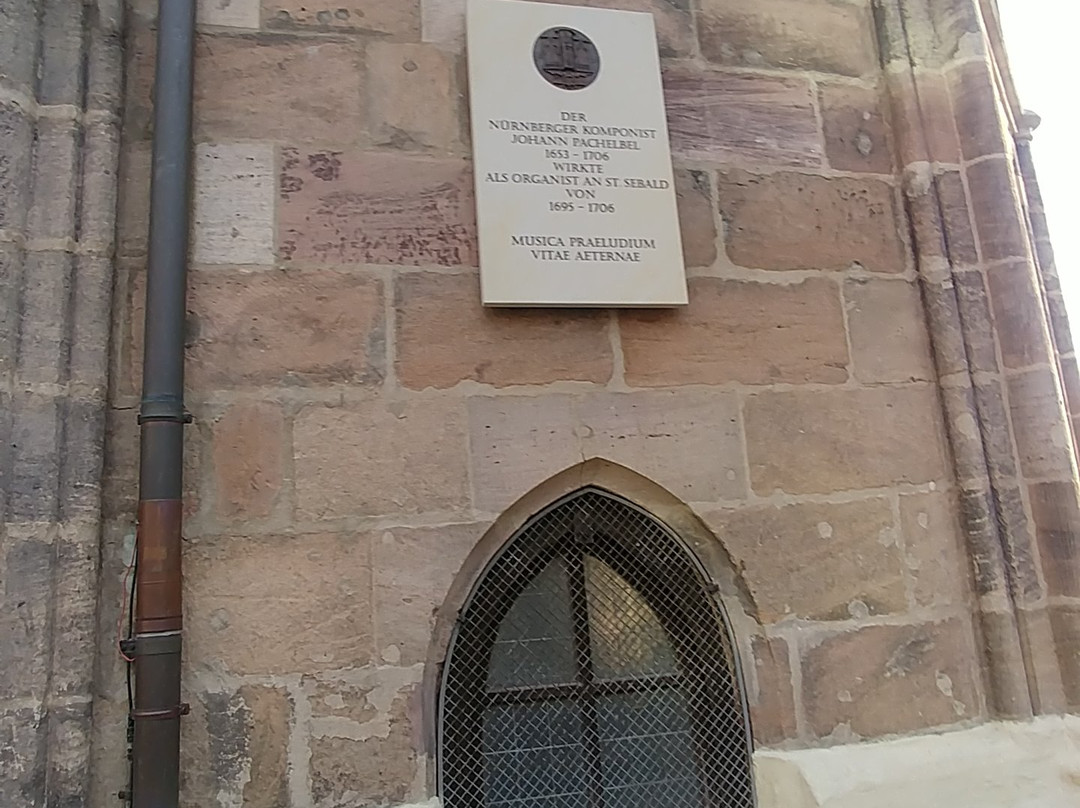 DER
NÜRNBERGER KOMPONIST
JOHANN PACHELBEL
1653 – 1706
WIRKTE
ALS ORGANIST AN ST. SEBALD
VON
1695 – 1706
MUSICA PRAELUDIUM
VITAE AETERNAE